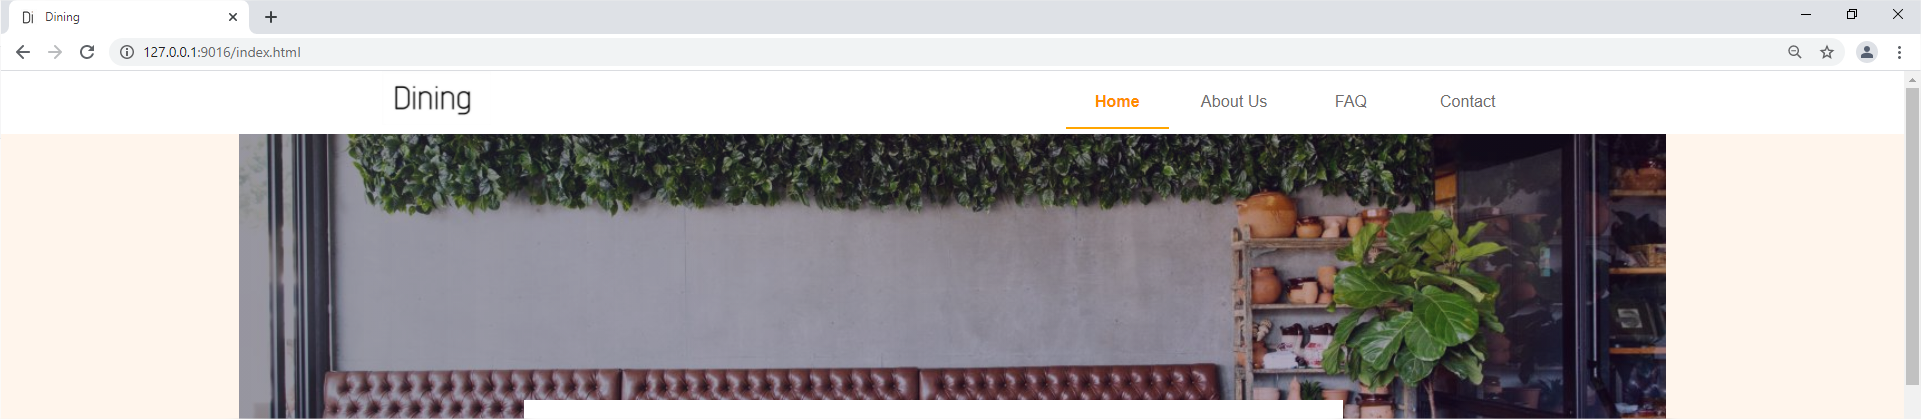 Di Dining
127.0.0.1:9016/index.html
Dining Home About Us FAQ Contact